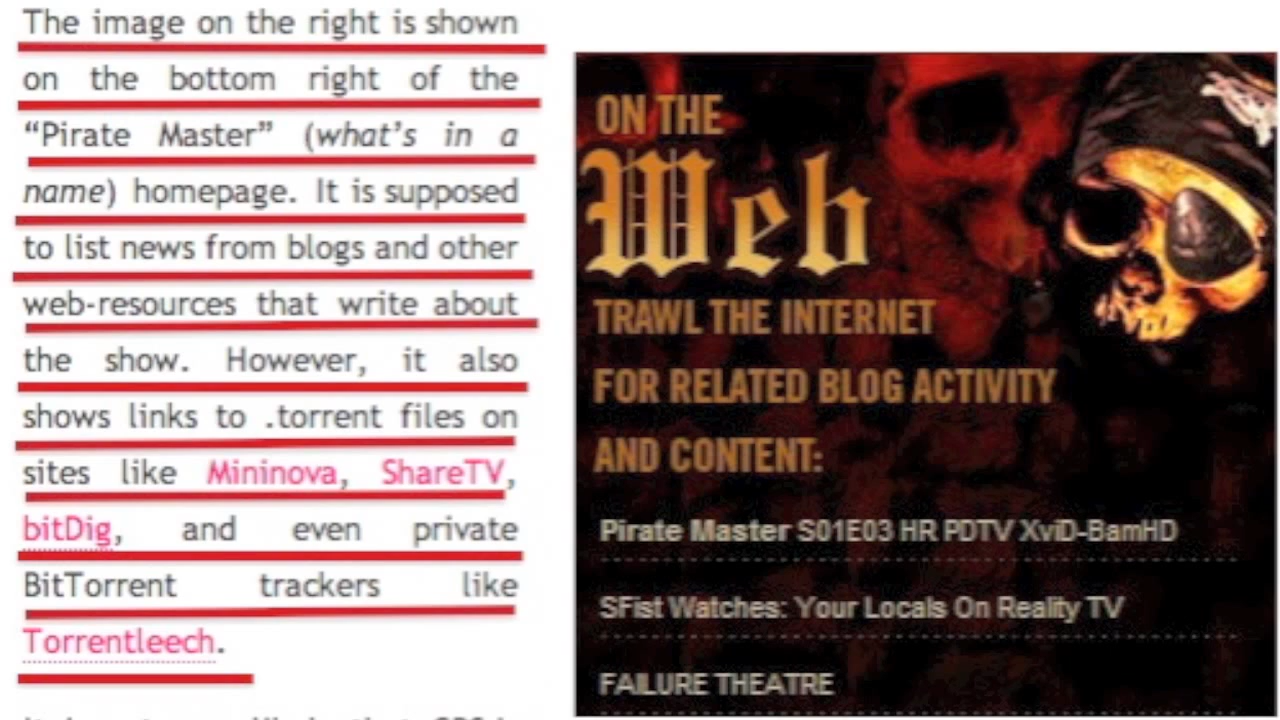 The image on the right is shown
on the bottom right of the
“Pirate Master” (what's in a
name) homepage. It is supposed
to list news from blogs and other
web-resources that write about
the show. However, it also
shows links to .torrent files on
sites like Mininova, ShareTV,
bitDig, and even private
BitTorrent trackers like
Torrentleech.
ON THE
Web
TRAWL THE INTERNET
FOR RELATED BLOG ACTIVITY
AND CONTENT:
Pirate Master S01E03 HR PDTV XviD-BamHD
SFist Watches: Your Locals On Reality TV
FAILURE THEATRE